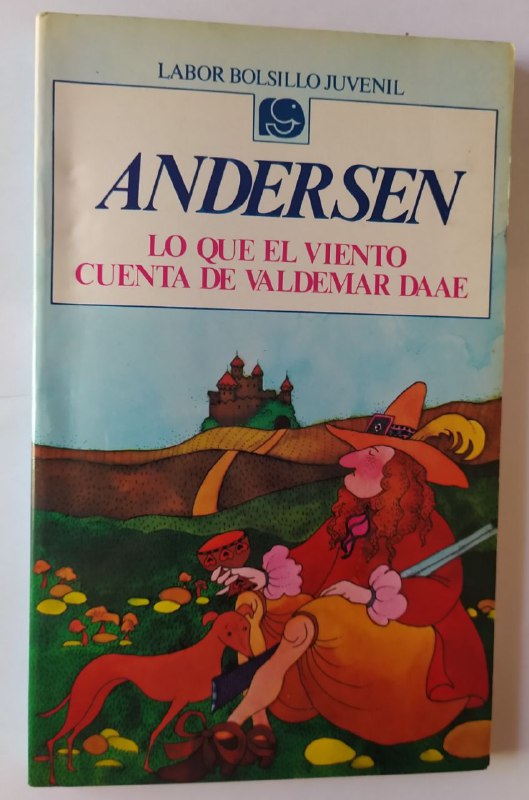 LABOR BOLSILLO JUVENIL
ANDERSEN
LO QUE EL VIENTO
CUENTA DE VALDEMAR DAAE